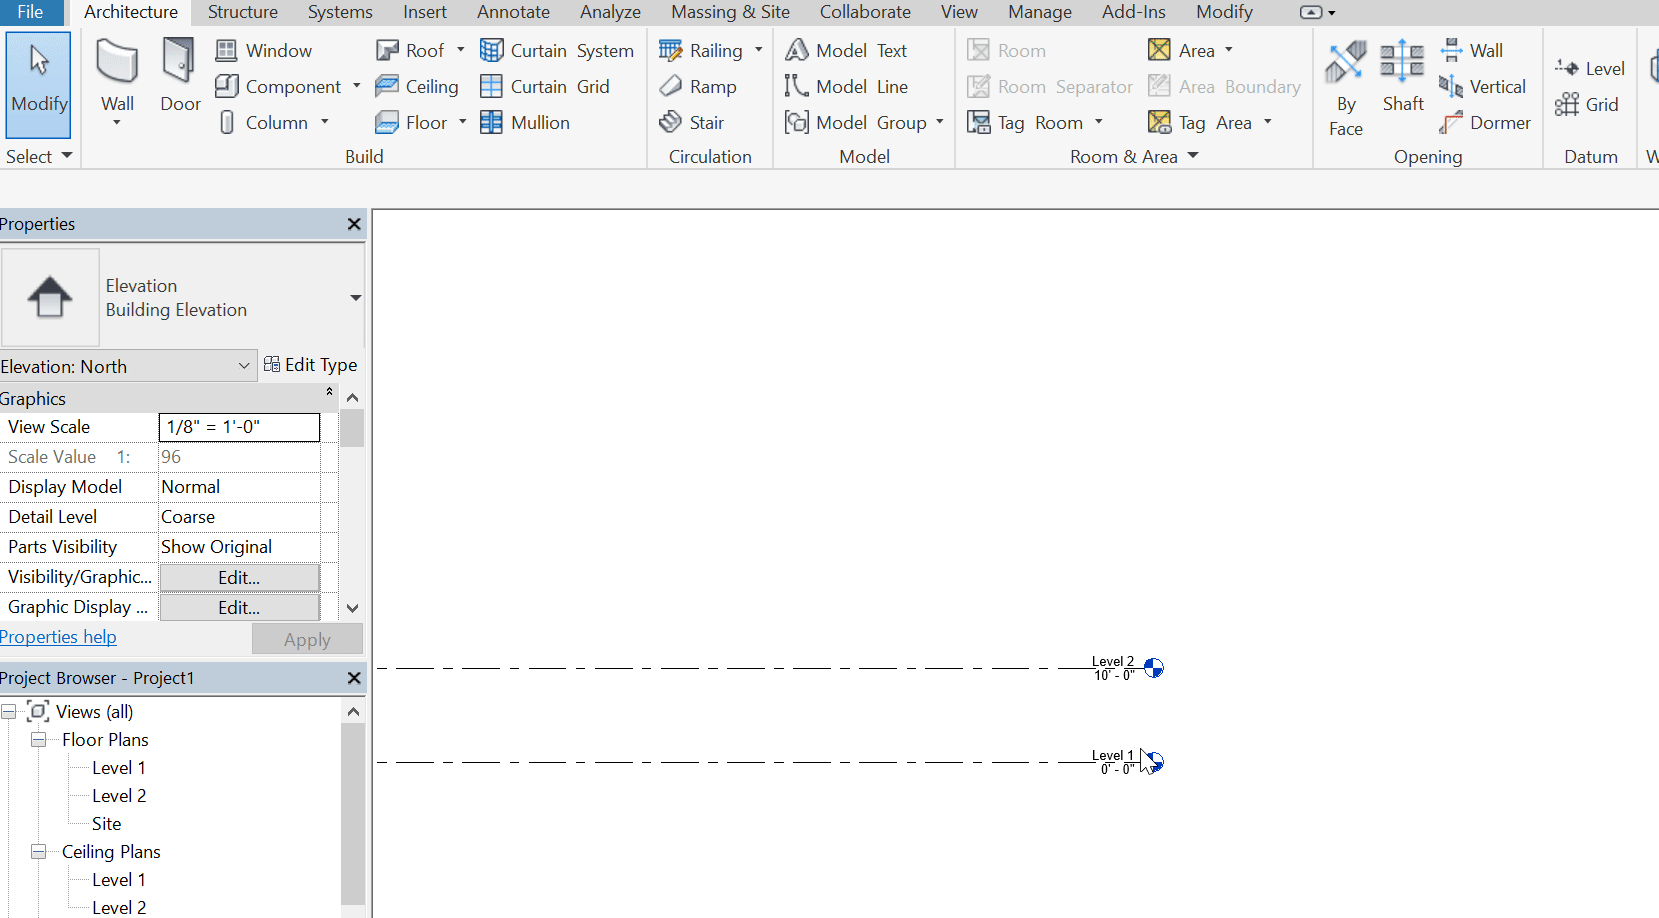 File Architecture Structure Systems Insert Annotate Analyze Massing & Site Collaborate View Manage Add-Ins Modify
Modify
Select
Wall
Door
Window
Component
Column
Roof
Ceiling
Floor
Curtain System
Curtain Grid
Mullion
Build
Railing
Ramp
Stair
Circulation
Model Text
Model Line
Model Group
Model
Room
Room Separator
Tag Room
Area
Area Boundary
Tag Area
Room & Area
By
Face
Shaft
Wall
Vertical
Dormer
Opening
Level
Grid
Datum
W
Properties
Elevation
Building Elevation
Elevation: North
Edit Type
Graphics
View Scale 1/8" = 1'-0"
Scale Value 1: 96
Display Model Normal
Detail Level Coarse
Parts Visibility Show Original
Visibility/Graphic... Edit...
Graphic Display ... Edit...
Properties help Apply
Project Browser - Project1
Views (all)
Floor Plans
Level 1
Level 2
Site
Ceiling Plans
Level 1
Level 2
Level 2
10' - 0"
Level 1
0' - 0"